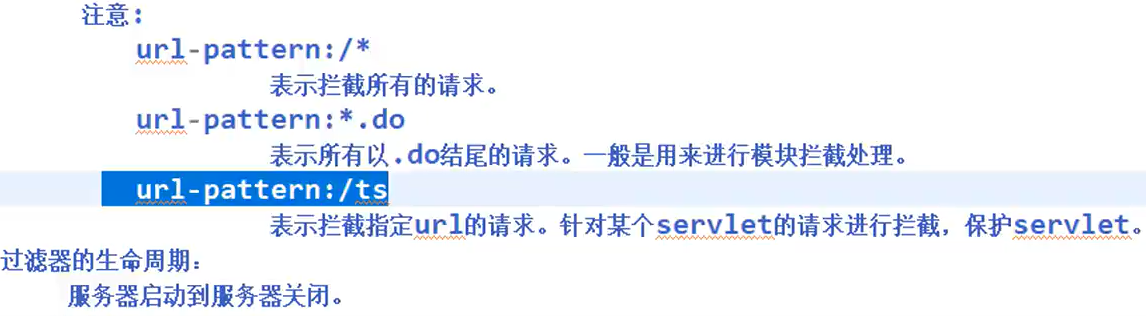 注意:
url-pattern:/*
表示拦截所有的请求。
url-pattern:*.do
表示所有以.do结尾的请求。一般是用来进行模块拦截处理。
url-pattern:/ts
表示拦截指定url的请求。针对某个servlet的请求进行拦截，保护servlet。
过滤器的生命周期：
服务器启动到服务器关闭。